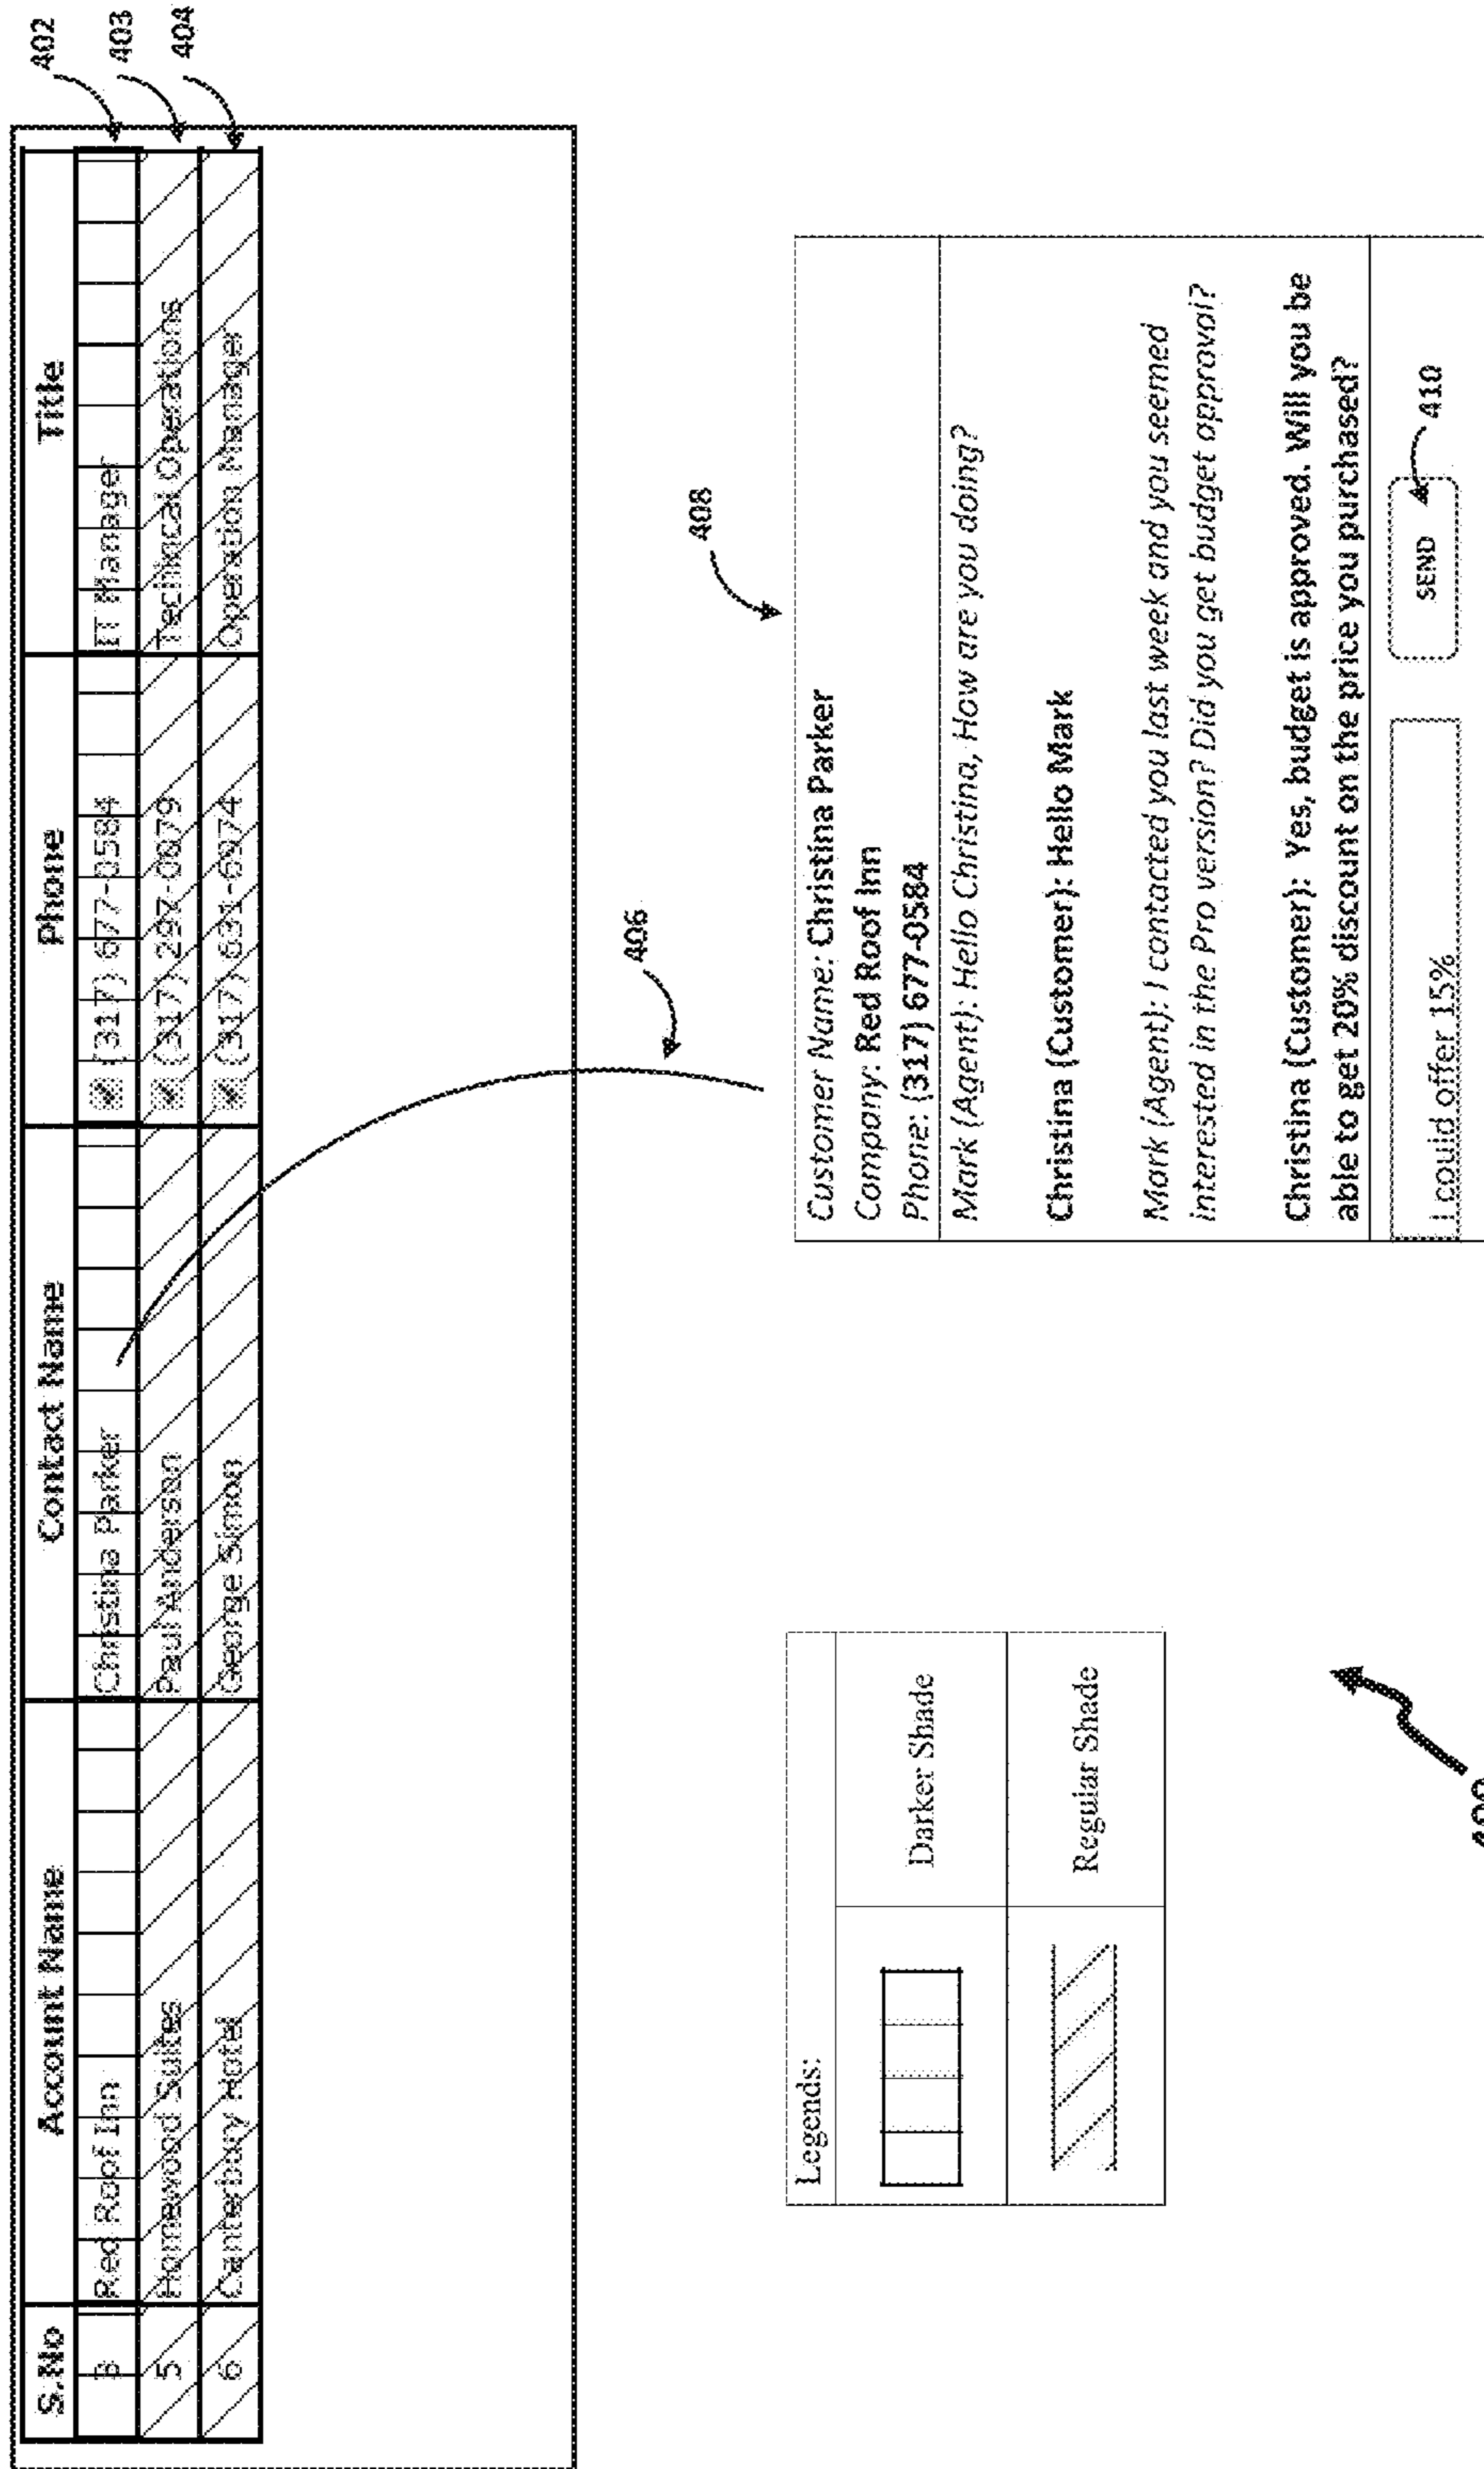 S.No Account Name Contact Name Phone Title
3 Red Roof Inn Christina Parker (317) 677-0584 IT Manager
5 Homewood Suites Paul Anderson (317) 297-0079 Technical Operations
6 Canterbury Hotel George Simon (317) 631-6974 Operation Manager
402
403
404
406
408
Customer Name: Christina Parker
Company: Red Roof Inn
Phone: (317) 677-0584
Mark (Agent): Hello Christina, How are you doing?
Christina (Customer): Hello Mark
Mark (Agent): I contacted you last week and you seemed
interested in the Pro version? Did you get budget approval?
Christina (Customer): Yes, budget is approved. Will you be
able to get 20% discount on the price you purchased?
I could offer 15%
SEND
410
Legends:
Darker Shade
Regular Shade